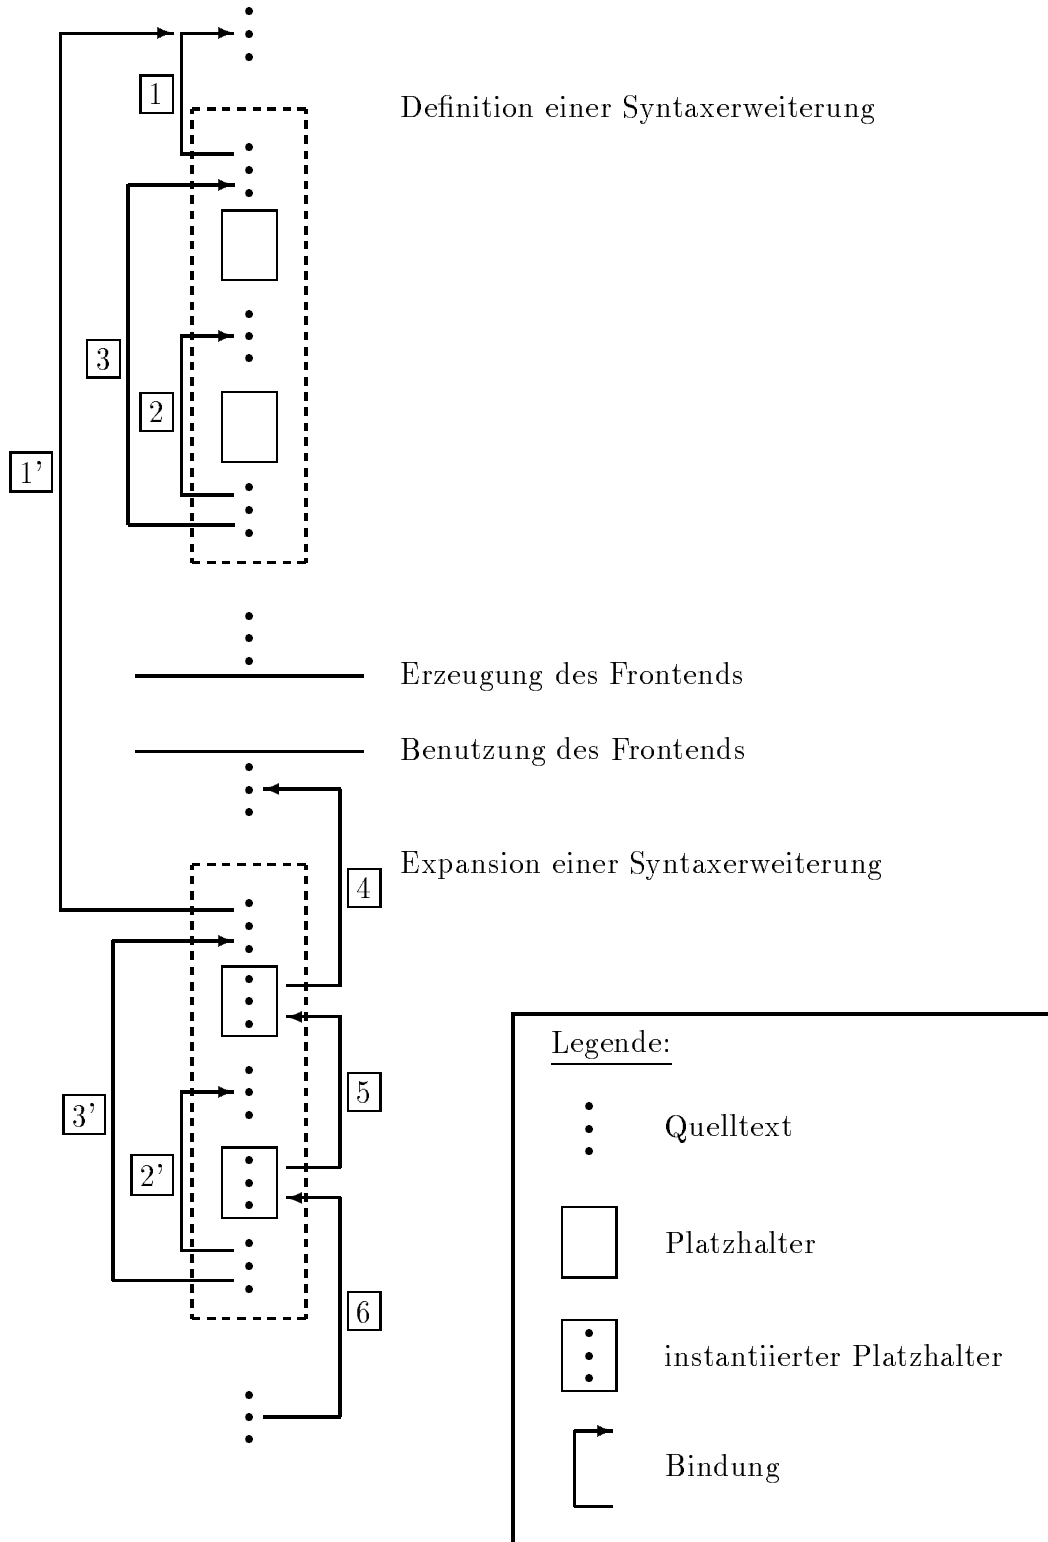 1
Definition einer Syntaxerweiterung
3
2
1'
Erzeugung des Frontends
Benutzung des Frontends
Expansion einer Syntaxerweiterung
4
Legende:
5
3'
Quelltext
2'
Platzhalter
6
instantiierter Platzhalter
Bindung